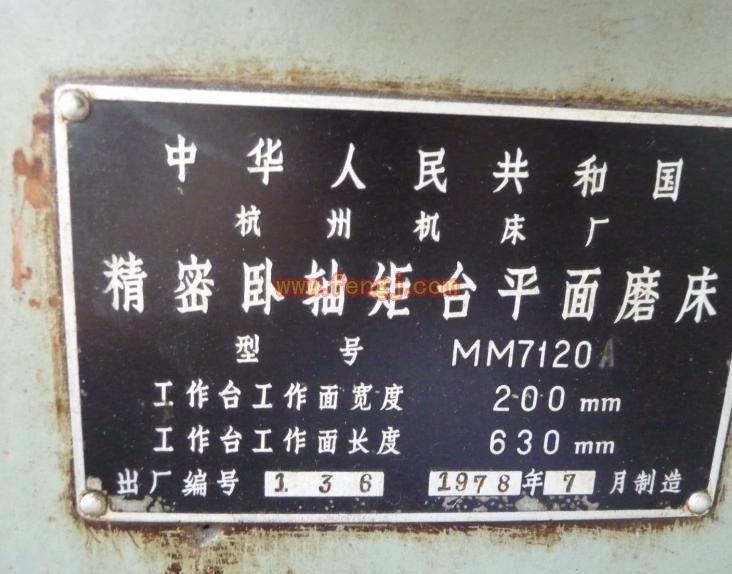 中华人民共和国
杭州机床厂
精密卧轴矩台平面磨床
www.fengj.com
型号 MM7120A
工作台工作面宽度 200 mm
工作台工作面长度 630 mm
出厂编号 136 1978年7月制造